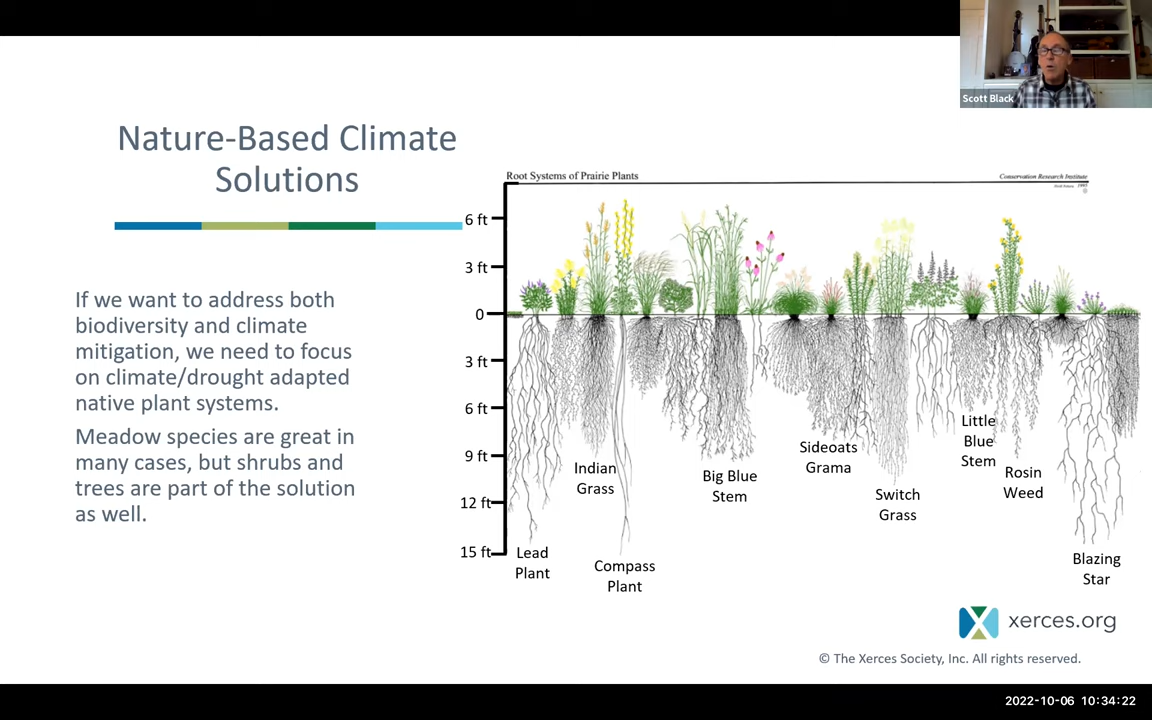 Scott Black
Nature-Based Climate
Solutions
If we want to address both
biodiversity and climate
mitigation, we need to focus
on climate/drought adapted
native plant systems.
Meadow species are great in
many cases, but shrubs and
trees are part of the solution
as well.
Root Systems of Prairie Plants
Conservation Research Institute
1995
6 ft
3 ft
0
3 ft
6 ft
9 ft
12 ft
15 ft
Lead
Plant
Indian
Grass
Compass
Plant
Big Blue
Stem
Sideoats
Grama
Switch
Grass
Little
Blue
Stem
Rosin
Weed
Blazing
Star
xerces.org
© The Xerces Society, Inc. All rights reserved.
2022-10-06 10:34:22